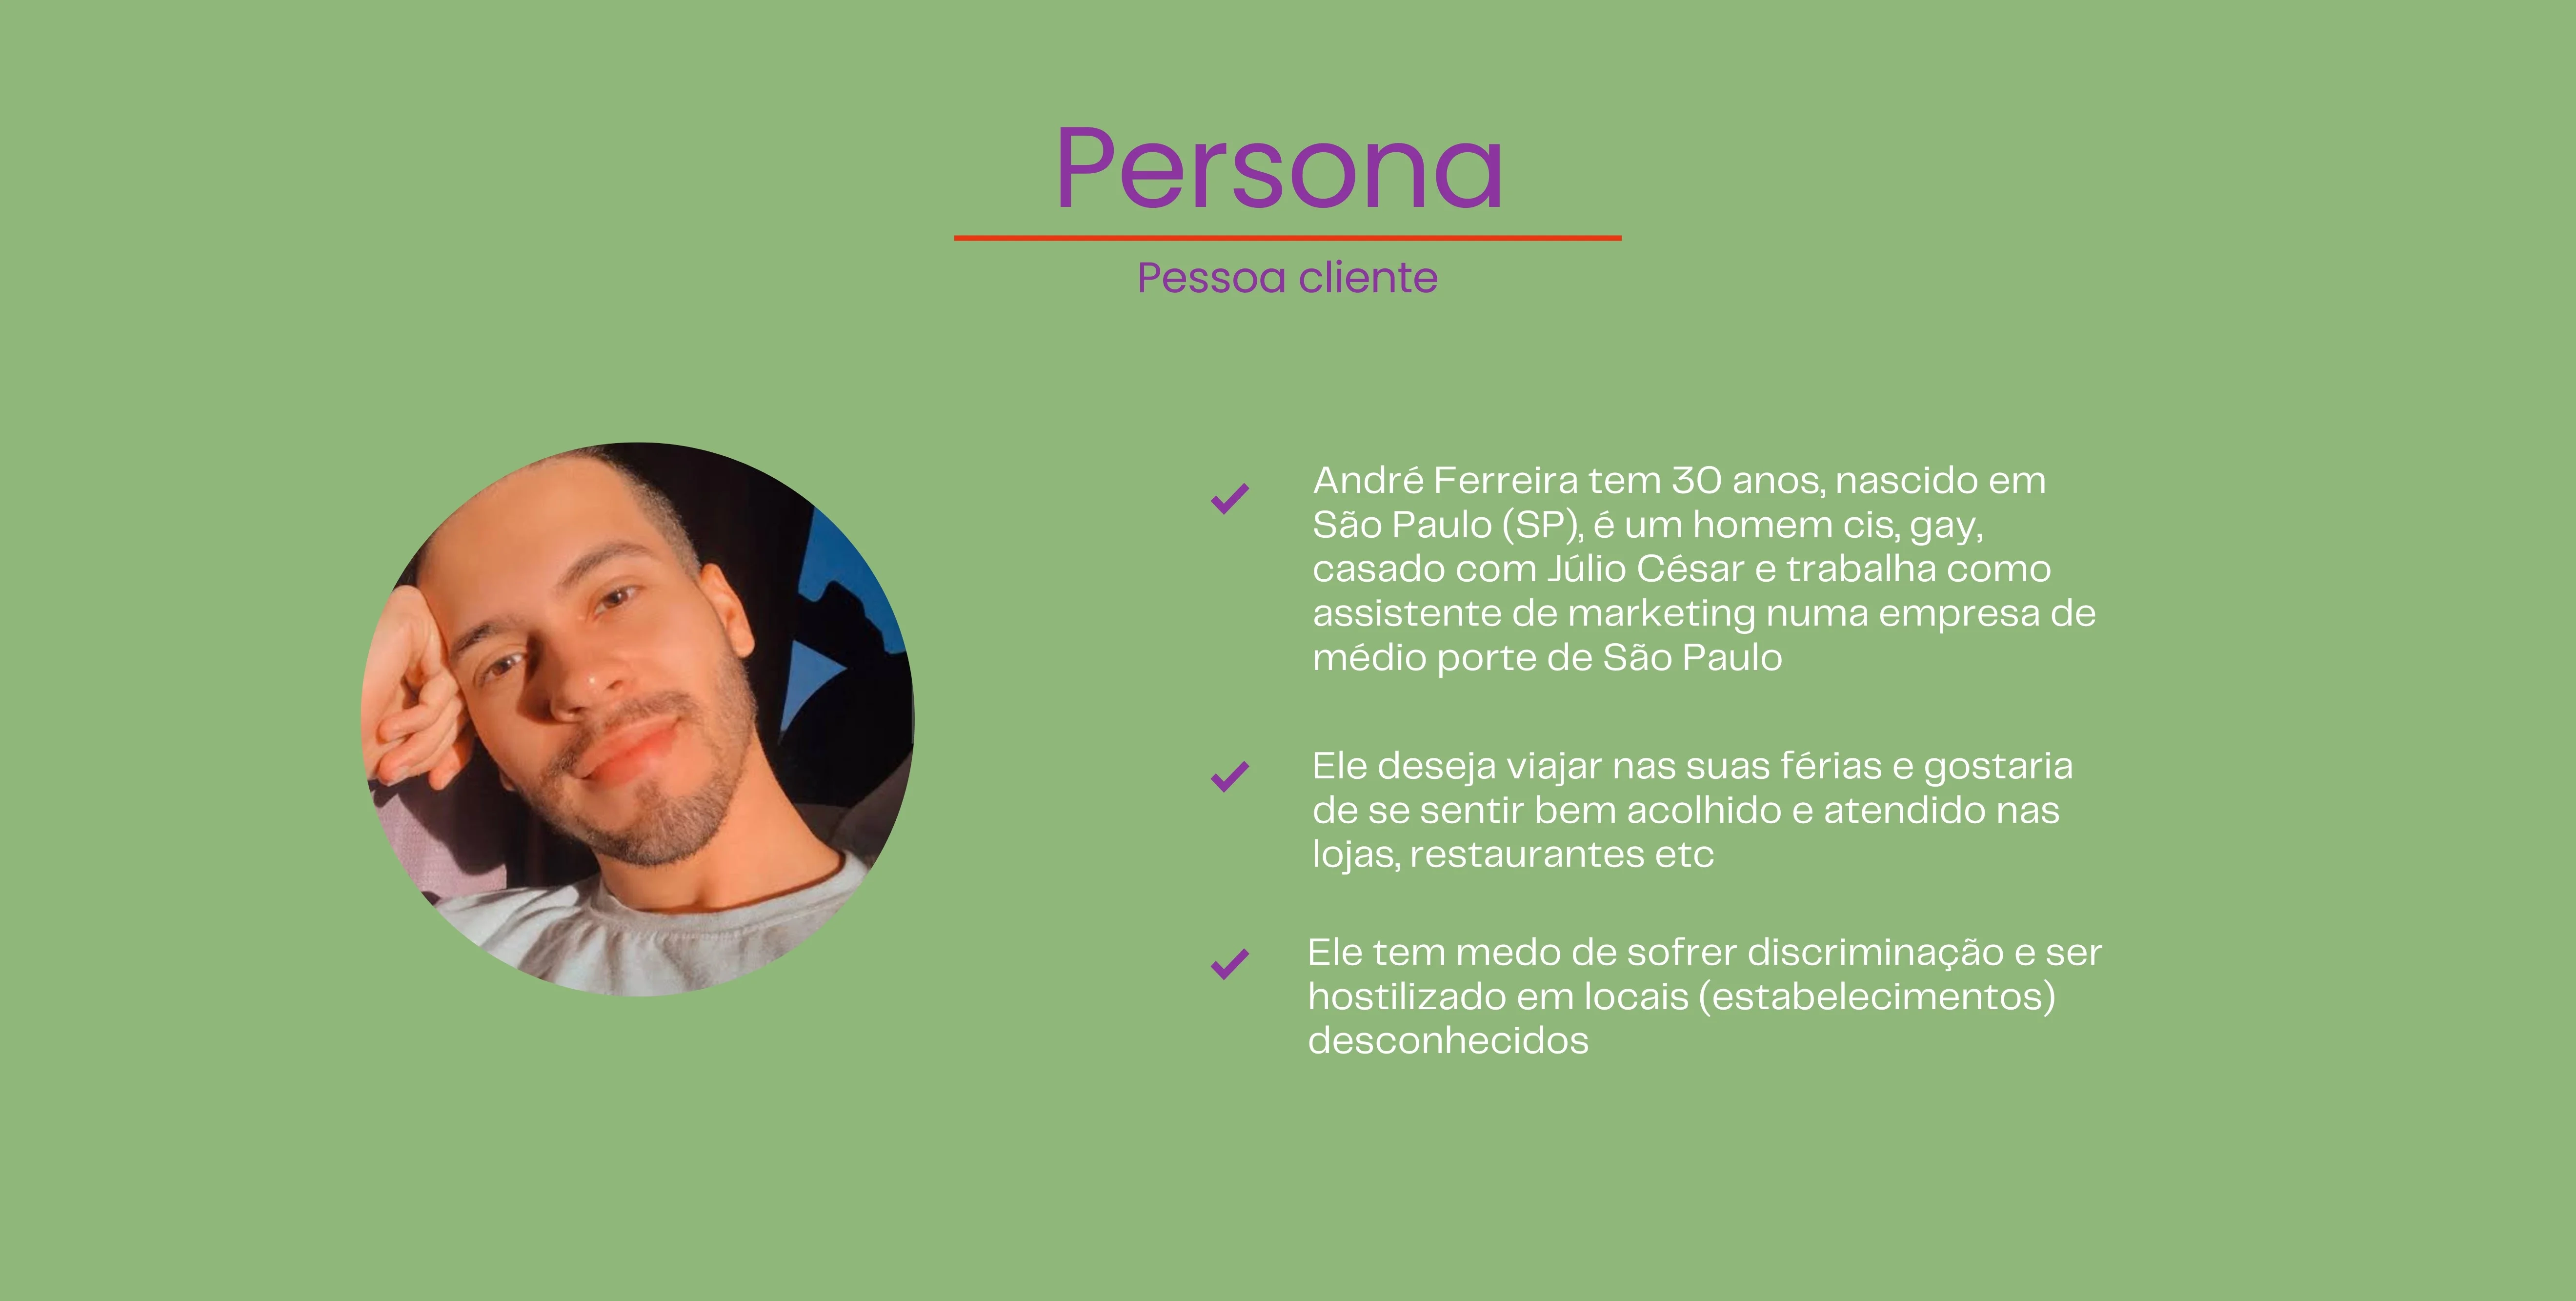 Persona
Pessoa cliente
André Ferreira tem 30 anos, nascido em
São Paulo (SP), é um homem cis, gay,
casado com Júlio César e trabalha como
assistente de marketing numa empresa de
médio porte de São Paulo
Ele deseja viajar nas suas férias e gostaria
de se sentir bem acolhido e atendido nas
lojas, restaurantes etc
Ele tem medo de sofrer discriminação e ser
hostilizado em locais (estabelecimentos)
desconhecidos